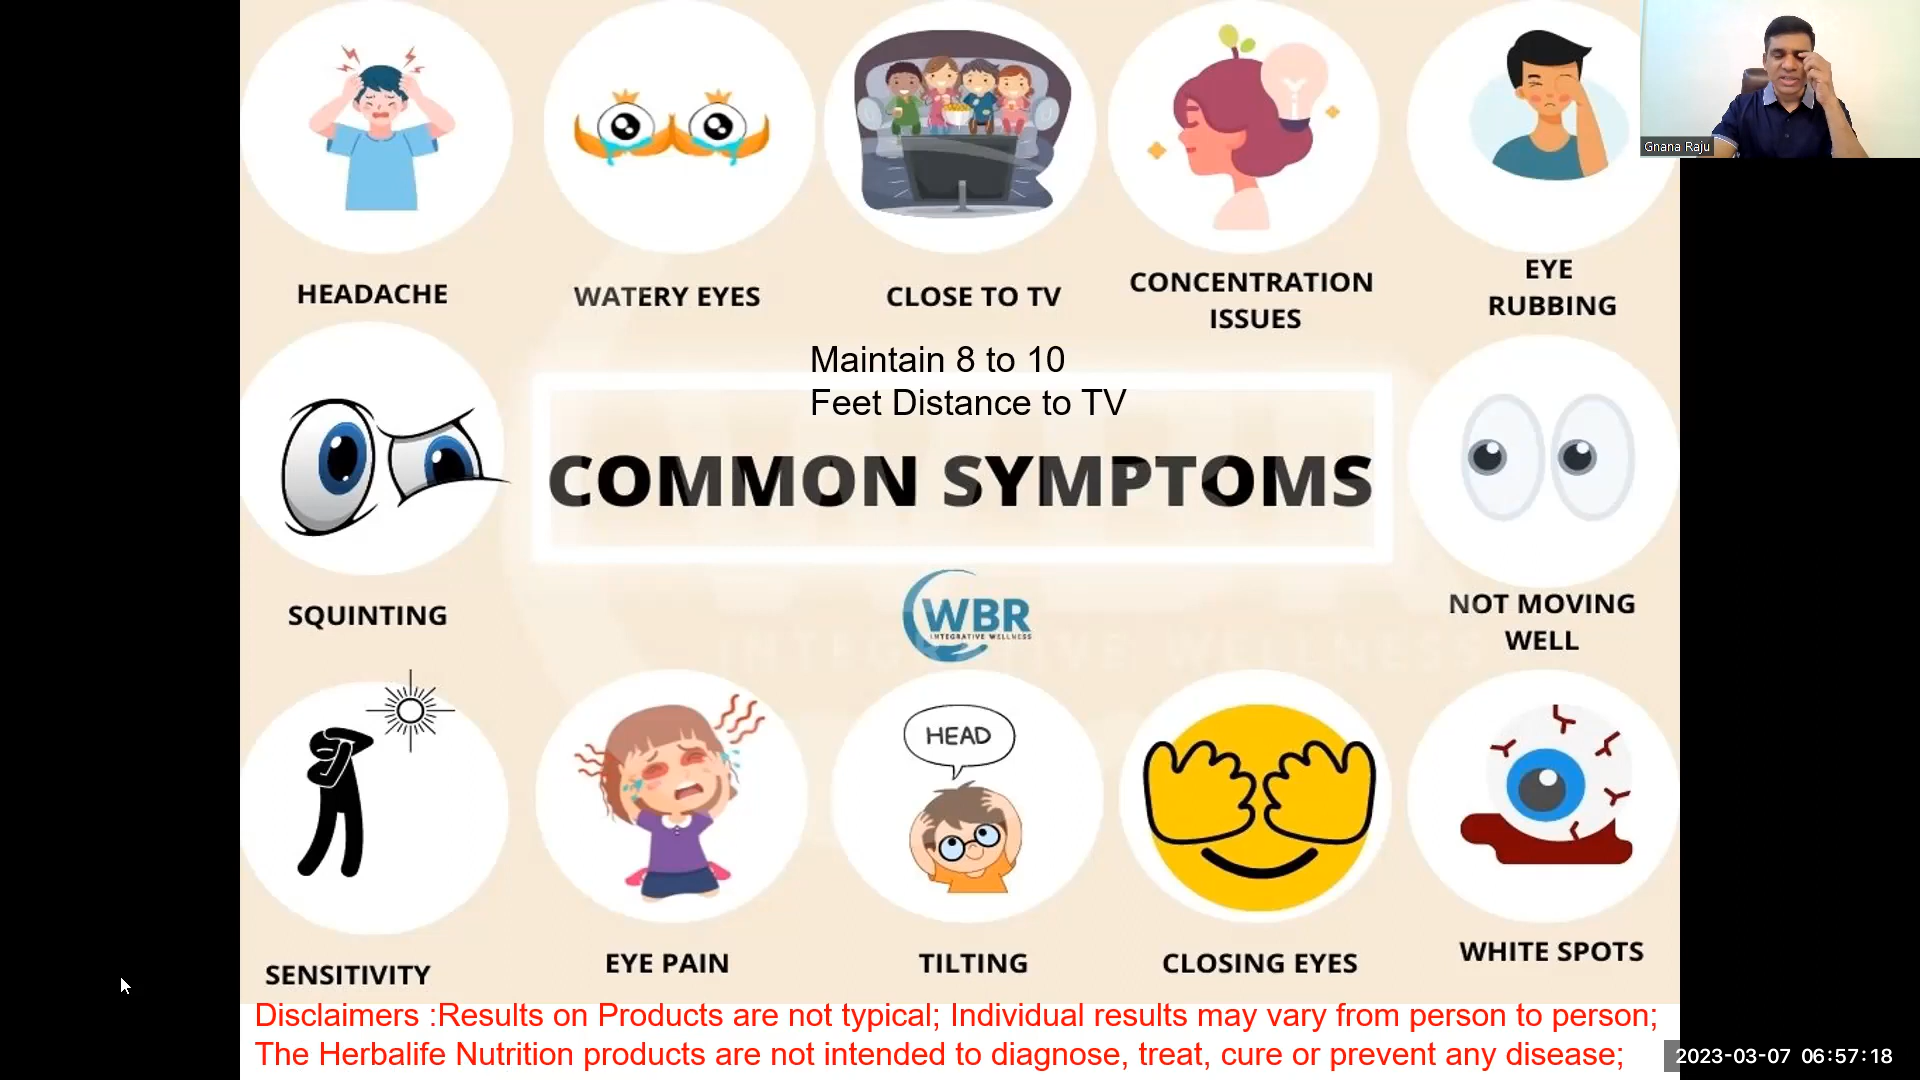 Gnana Raju
HEADACHE
WATERY EYES
CLOSE TO TV
CONCENTRATION
ISSUES
EYE
RUBBING
Maintain 8 to 10
Feet Distance to TV
COMMON SYMPTOMS
SQUINTING
WBR
INTEGRATIVE WELLNESS
INTEGRATIVE WELLNESS
NOT MOVING
WELL
HEAD
SENSITIVITY
EYE PAIN
TILTING
CLOSING EYES
WHITE SPOTS
Disclaimers :Results on Products are not typical; Individual results may vary from person to person;
The Herbalife Nutrition products are not intended to diagnose, treat, cure or prevent any disease;
2023-03-07 06:57:18